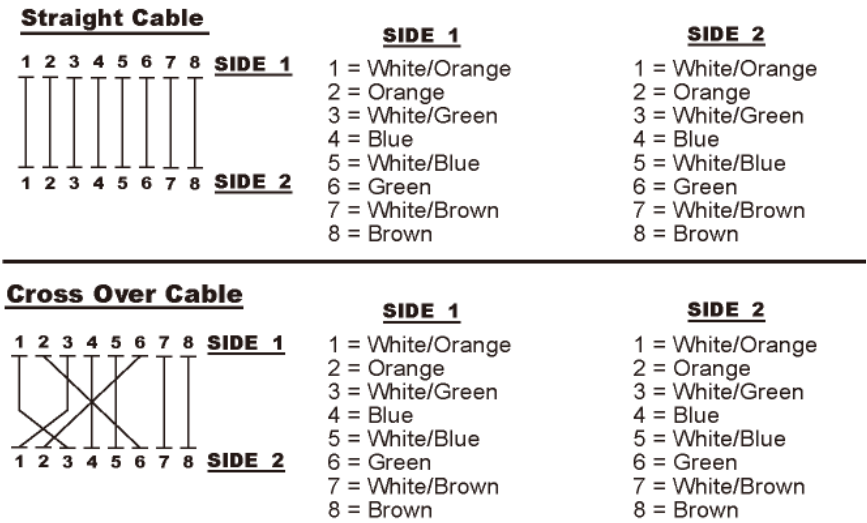 Straight Cable
1 2 3 4 5 6 7 8 SIDE 1
1 2 3 4 5 6 7 8 SIDE 2
SIDE 1
1 = White/Orange
2 = Orange
3 = White/Green
4 = Blue
5 = White/Blue
6 = Green
7 = White/Brown
8 = Brown
SIDE 2
1 = White/Orange
2 = Orange
3 = White/Green
4 = Blue
5 = White/Blue
6 = Green
7 = White/Brown
8 = Brown
Cross Over Cable
1 2 3 4 5 6 7 8 SIDE 1
1 2 3 4 5 6 7 8 SIDE 2
SIDE 1
1 = White/Orange
2 = Orange
3 = White/Green
4 = Blue
5 = White/Blue
6 = Green
7 = White/Brown
8 = Brown
SIDE 2
1 = White/Orange
2 = Orange
3 = White/Green
4 = Blue
5 = White/Blue
6 = Green
7 = White/Brown
8 = Brown